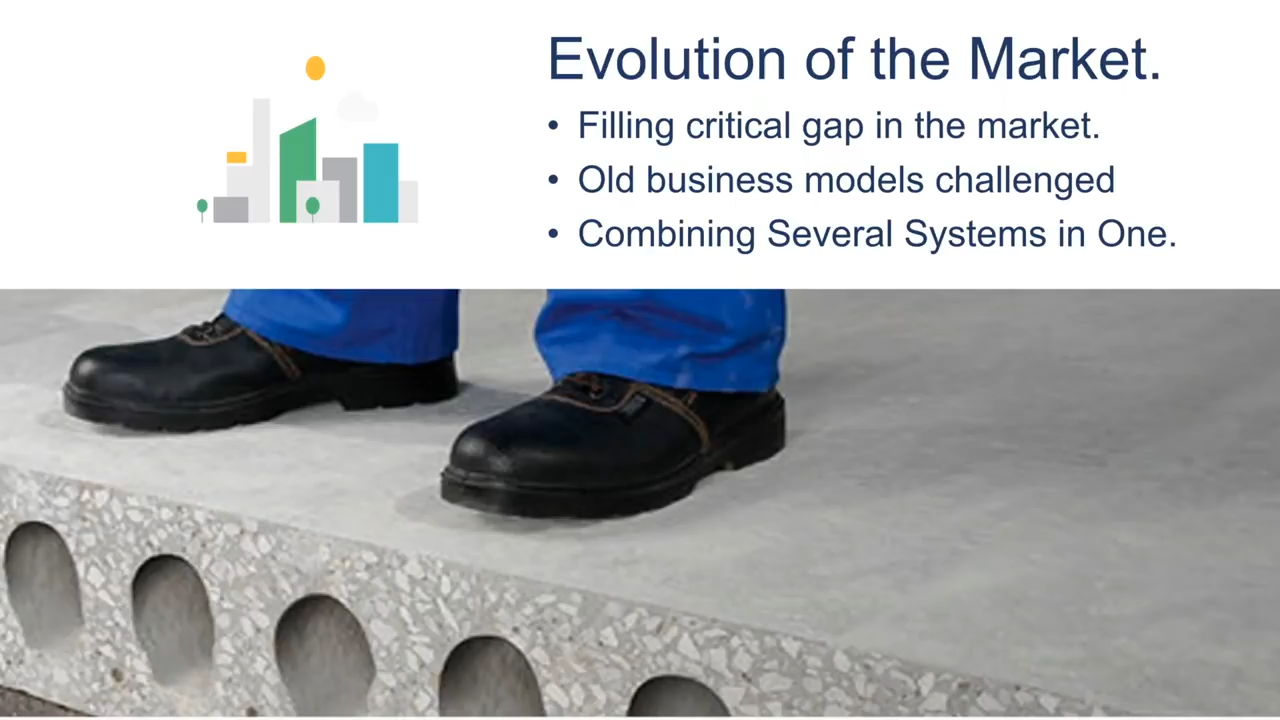 Evolution of the Market.
• Filling critical gap in the market.
• Old business models challenged
• Combining Several Systems in One.